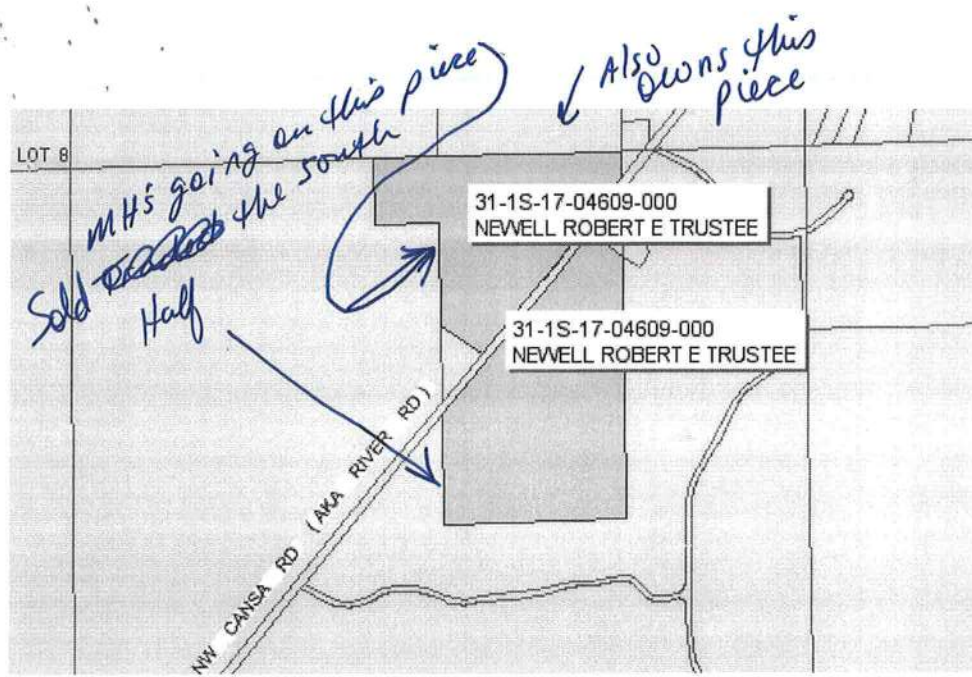 MH's going on this piece
Sold the south
Half
Also
owns this
piece
LOT 8
31-1S-17-04609-000
NEWELL ROBERT E TRUSTEE
31-1S-17-04609-000
NEWELL ROBERT E TRUSTEE
NW CANSA RD (AKA RIVER RD)